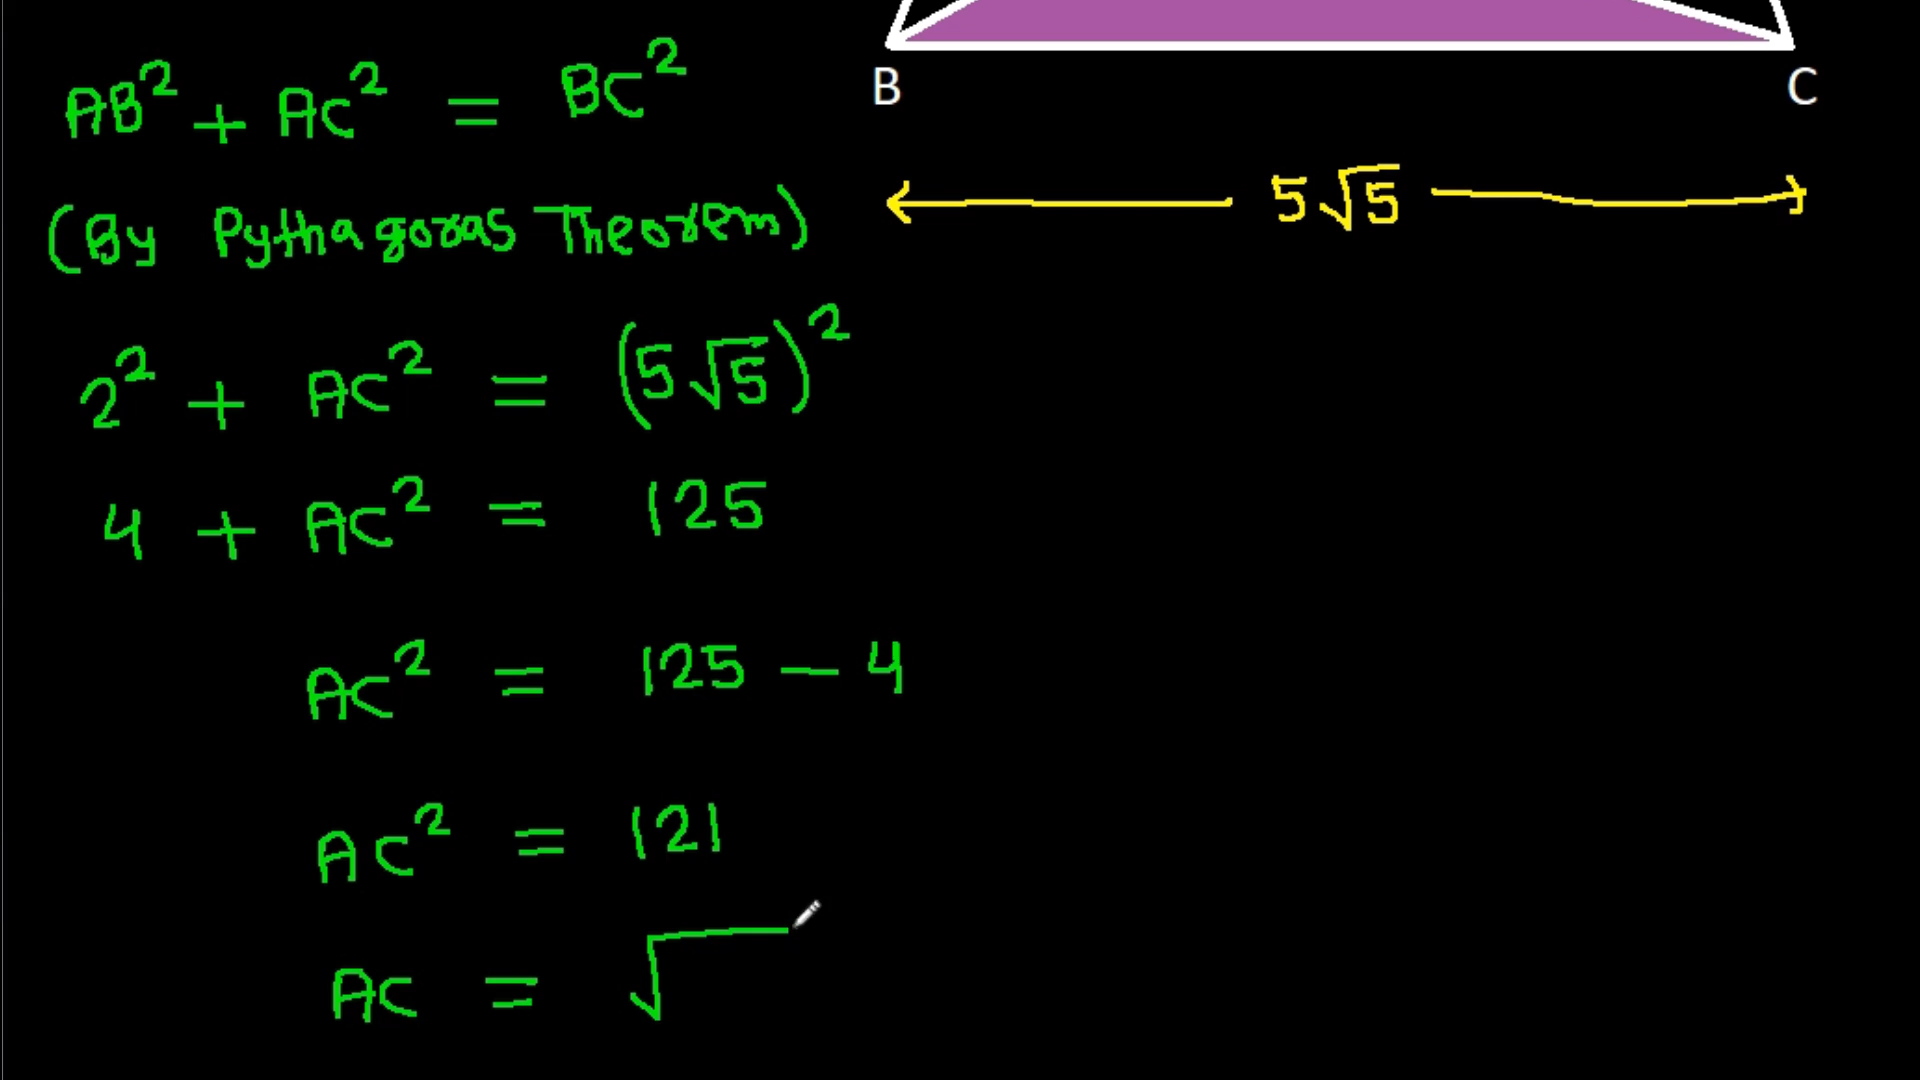 AB² + AC² = BC²
B C
(By Pythagoras Theorem)
5√5
2² + AC² = (5√5)²
4 + AC² = 125
AC² = 125 - 4
AC² = 121
AC = √